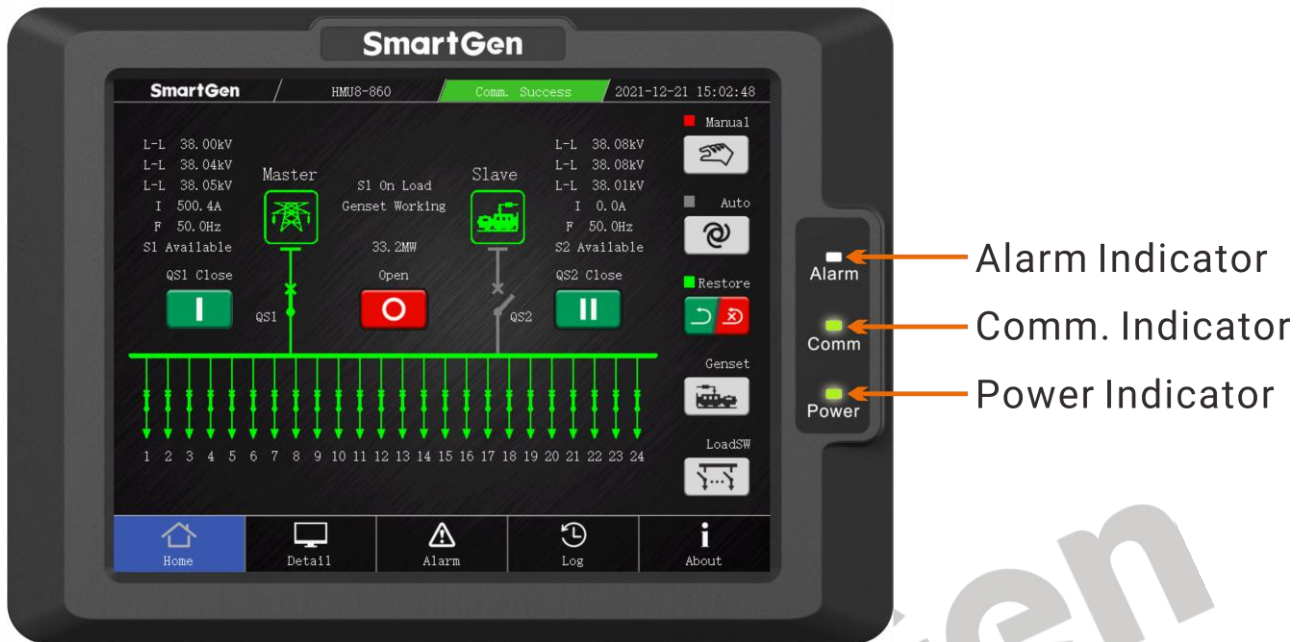 SmartGen
SmartGen / HMU8-860 Comm. Success 2021-12-21 15:02:48
Manual
L-L 38.00kV
L-L 38.04kV
L-L 38.05kV
I 500.4A
F 50.0Hz
S1 Available
Master
S1 On Load
Genset Working
33.2MW
Slave
L-L 38.08kV
L-L 38.08kV
L-L 38.01kV
I 0.0A
F 50.0Hz
S2 Available
Auto
QS1 Close
Open
QS2 Close
I
O
II
QS1
QS2
Restore
Genset
LoadSW
1 2 3 4 5 6 7 8 9 10 11 12 13 14 15 16 17 18 19 20 21 22 23 24
Home
Detail
Alarm
Log
About
Alarm
Comm
Power
Alarm Indicator
Comm. Indicator
Power Indicator
en